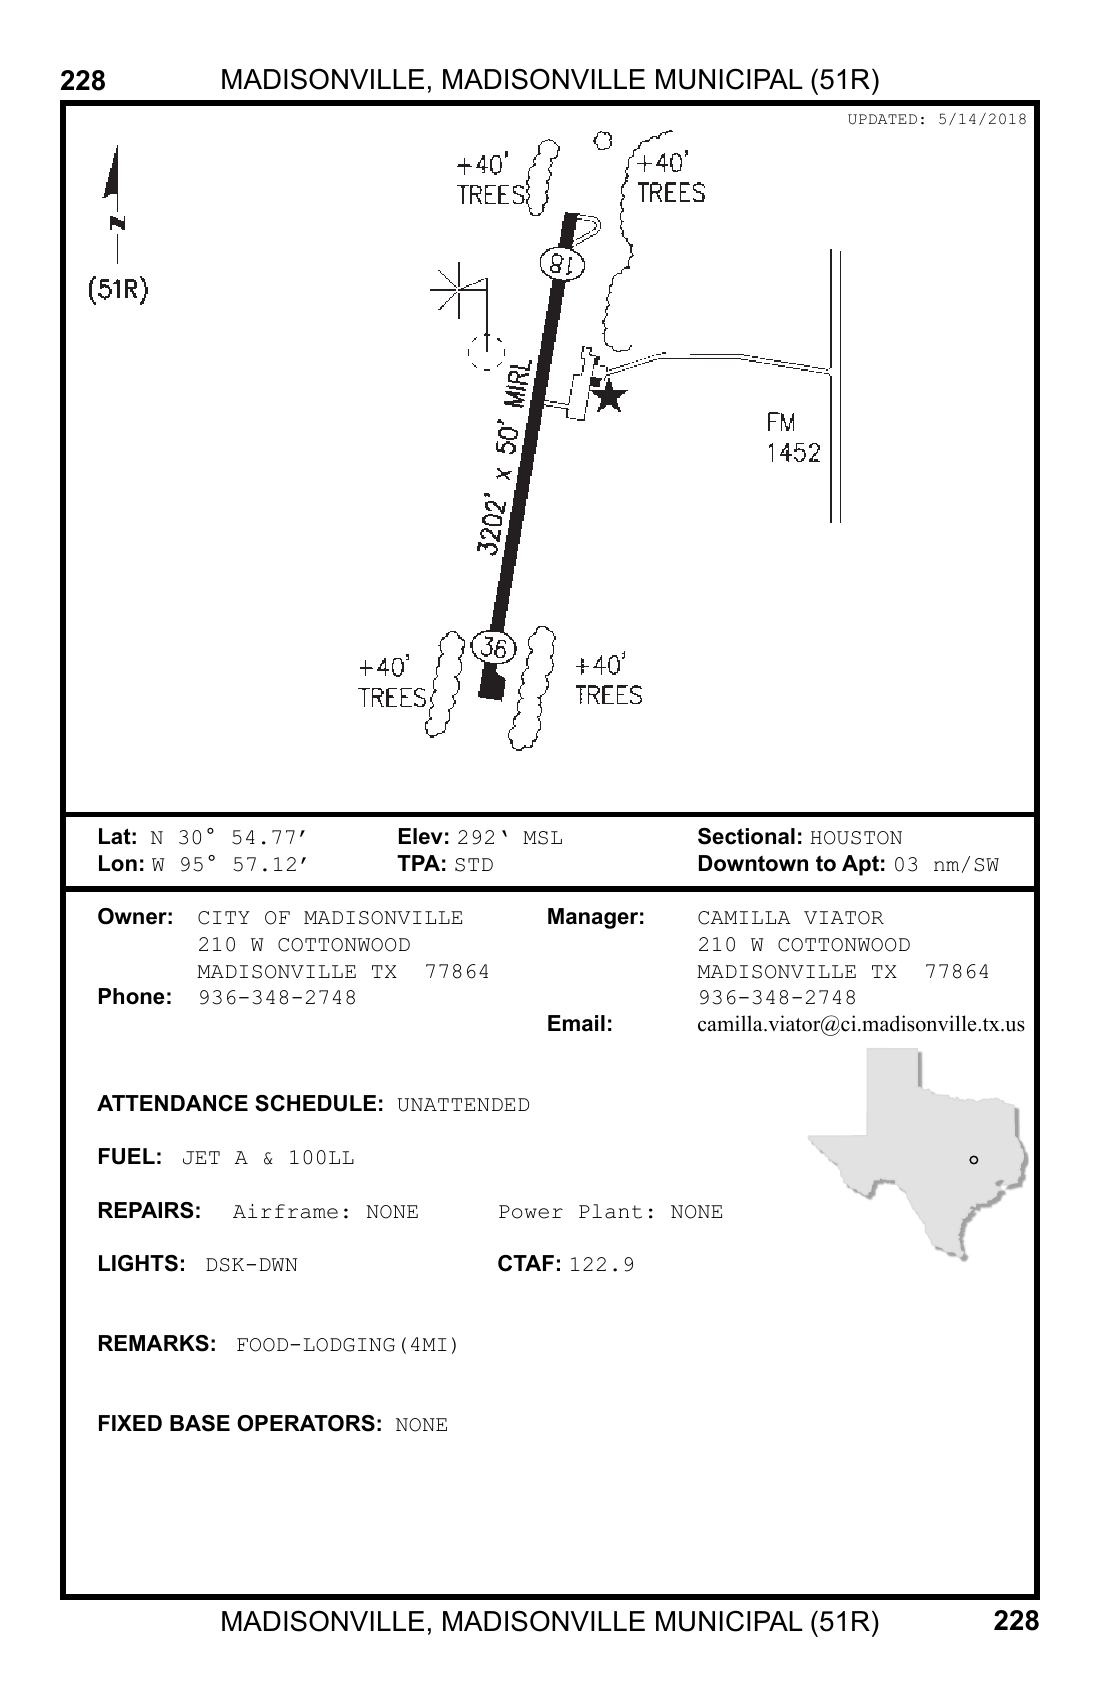 228 MADISONVILLE, MADISONVILLE MUNICIPAL (51R)
UPDATED: 5/14/2018
+40' TREES
+40' TREES
N
(51R)
18
3202' x 50' MIRL
FM 1452
36
+40' TREES
+40' TREES
Lat: N 30° 54.77′ Elev: 292‘ MSL Sectional: HOUSTON
Lon: W 95° 57.12′ TPA: STD Downtown to Apt: 03 nm/SW
Owner: CITY OF MADISONVILLE Manager: CAMILLA VIATOR
210 W COTTONWOOD 210 W COTTONWOOD
MADISONVILLE TX 77864 MADISONVILLE TX 77864
Phone: 936-348-2748 936-348-2748
Email: camilla.viator@ci.madisonville.tx.us
ATTENDANCE SCHEDULE: UNATTENDED
FUEL: JET A & 100LL
REPAIRS: Airframe: NONE Power Plant: NONE
LIGHTS: DSK-DWN CTAF: 122.9
REMARKS: FOOD-LODGING(4MI)
FIXED BASE OPERATORS: NONE
MADISONVILLE, MADISONVILLE MUNICIPAL (51R) 228